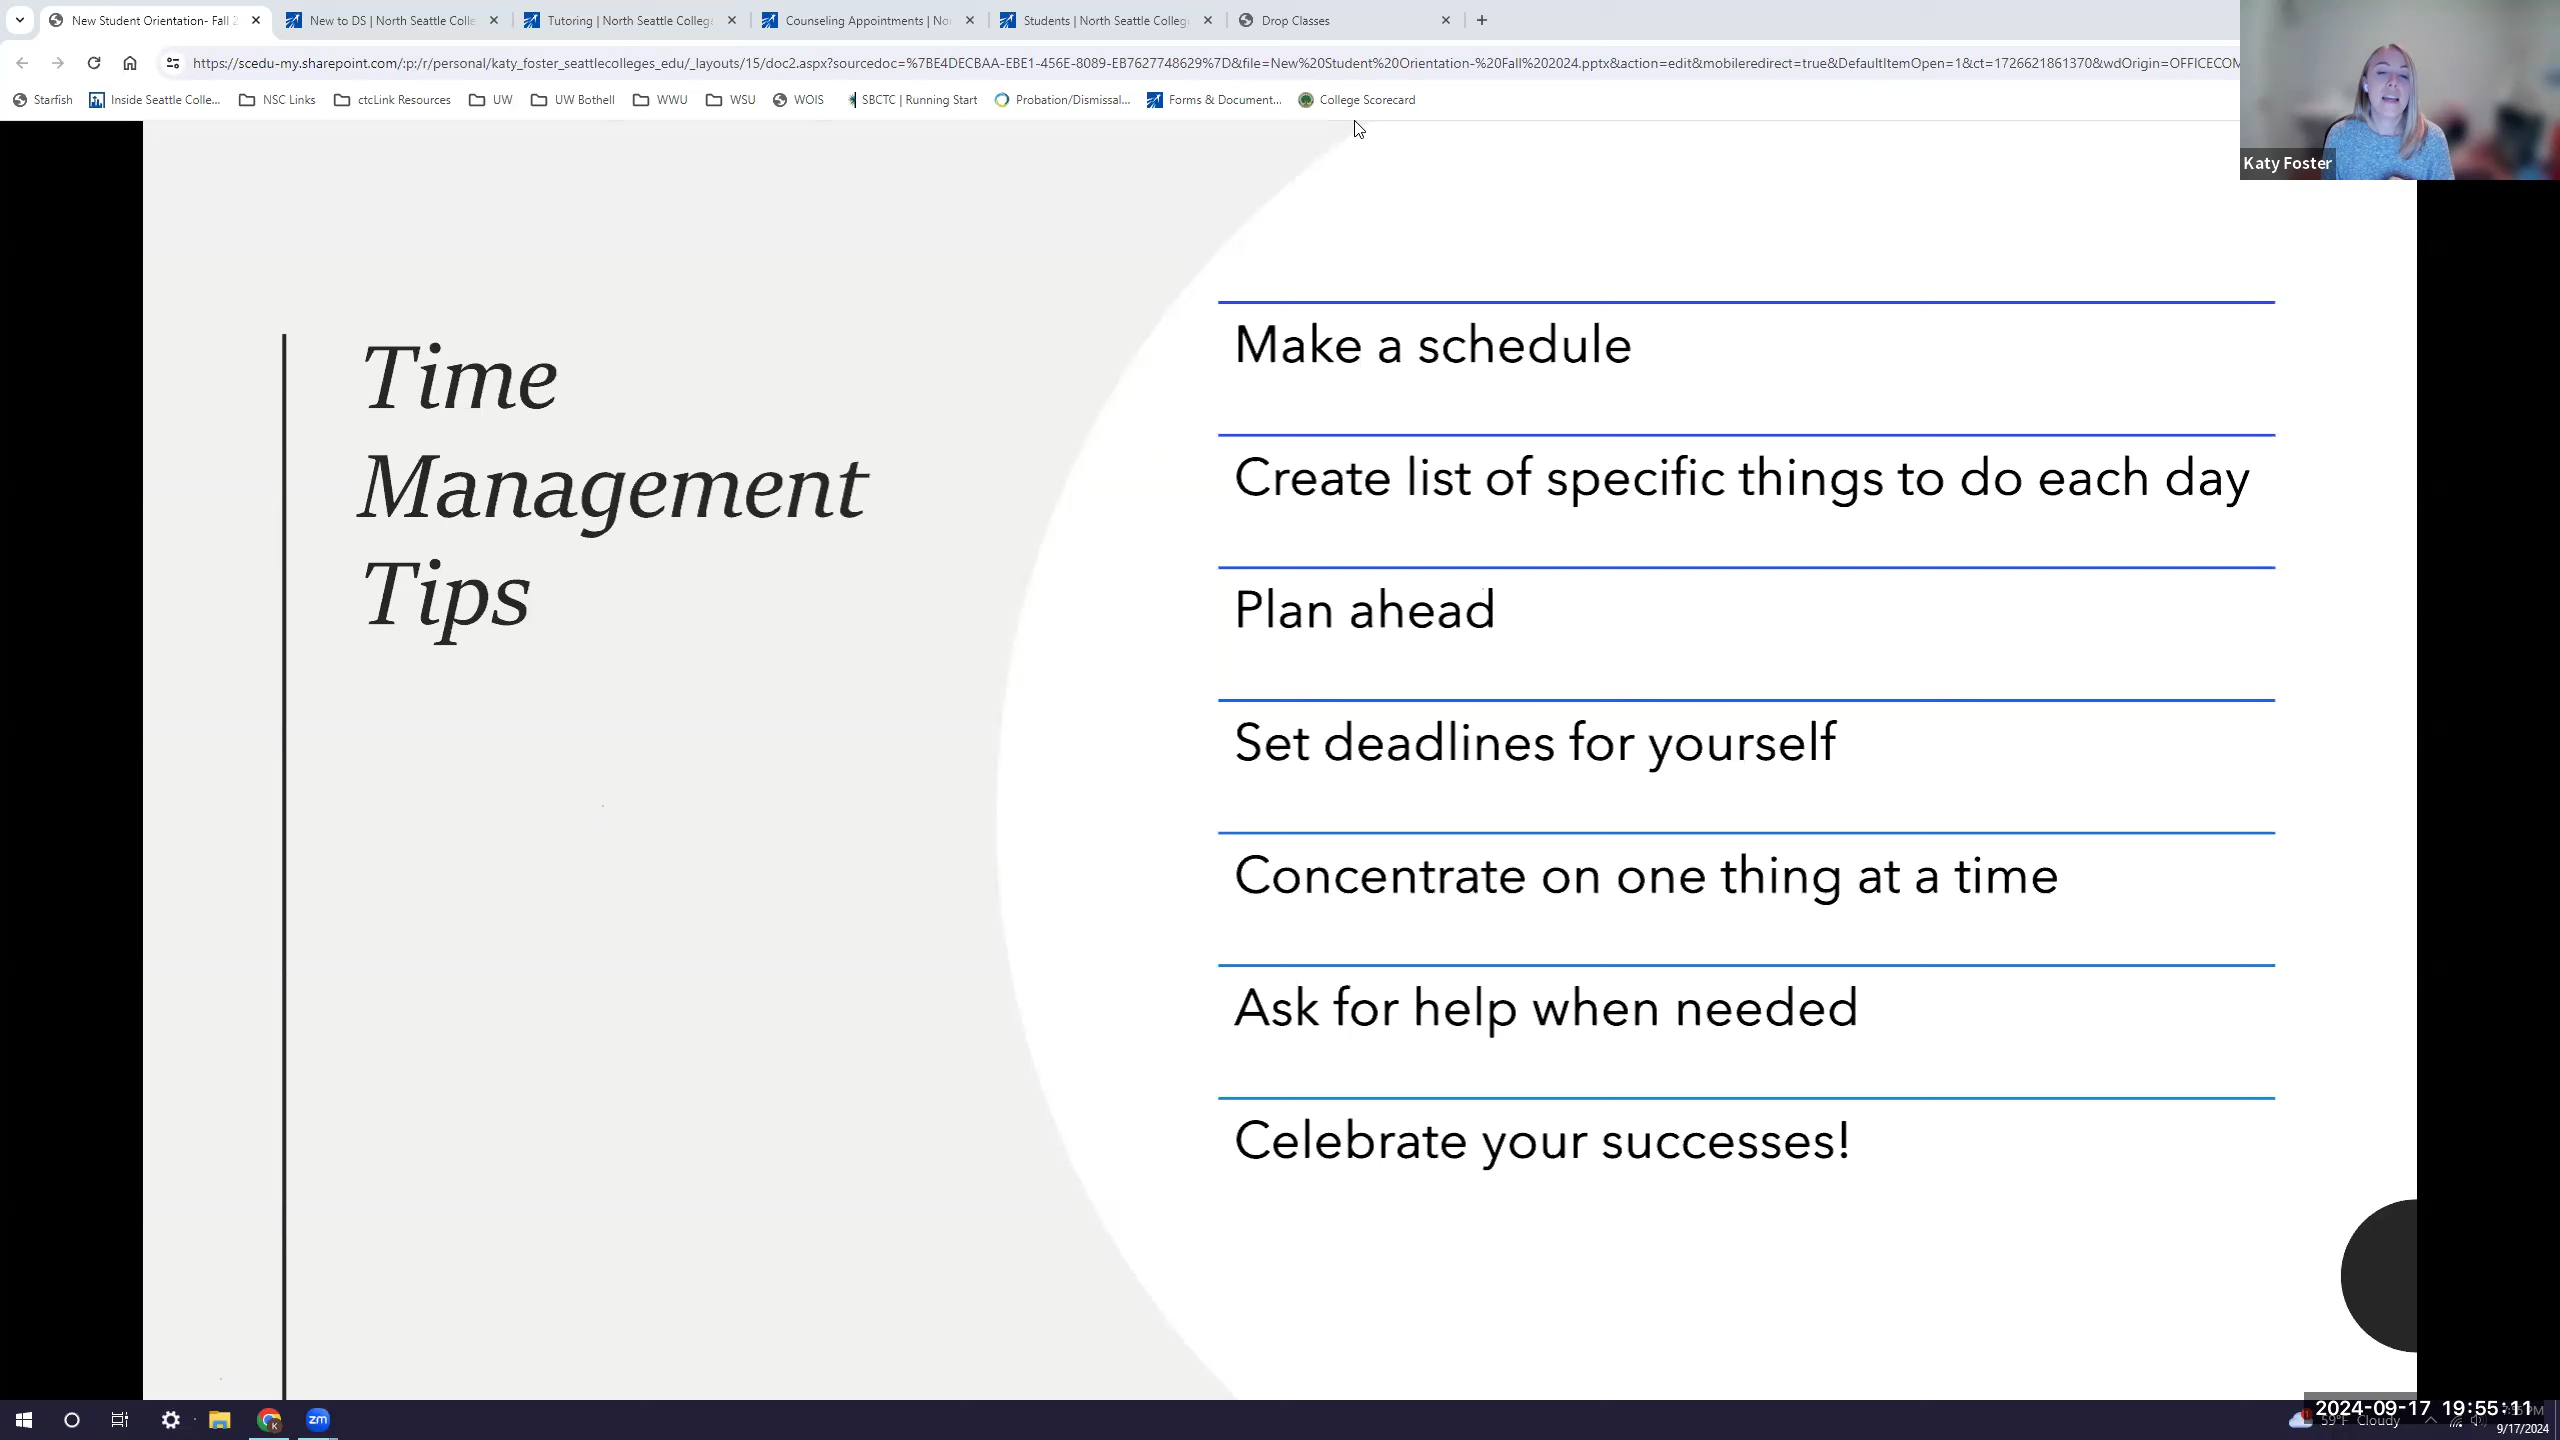 New Student Orientation- Fall 2
New to DS | North Seattle Colle
Tutoring | North Seattle College
Counseling Appointments | No
Students | North Seattle College
Drop Classes
https://scedu-my.sharepoint.com/:p:/r/personal/katy_foster_seattlecolleges_edu/_layouts/15/doc2.aspx?sourcedoc=%7BE4DECBAA-EBE1-456E-8089-EB7627748629%7D&file=New%20Student%20Orientation-%20Fall%202024.pptx&action=edit&mobileredirect=true&DefaultItemOpen=1&ct=1726621861370&wdOrigin=OFFICECOM
Starfish
Inside Seattle Colle...
NSC Links
ctcLink Resources
UW
UW Bothell
WWU
WSU
WOIS
SBCTC | Running Start
Probation/Dismissal...
Forms & Document...
College Scorecard
Katy Foster
Time
Management
Tips
Make a schedule
Create list of specific things to do each day
Plan ahead
Set deadlines for yourself
Concentrate on one thing at a time
Ask for help when needed
Celebrate your successes!
zm
2024-09-17 19:55:11
59°F Cloudy
9/17/2024